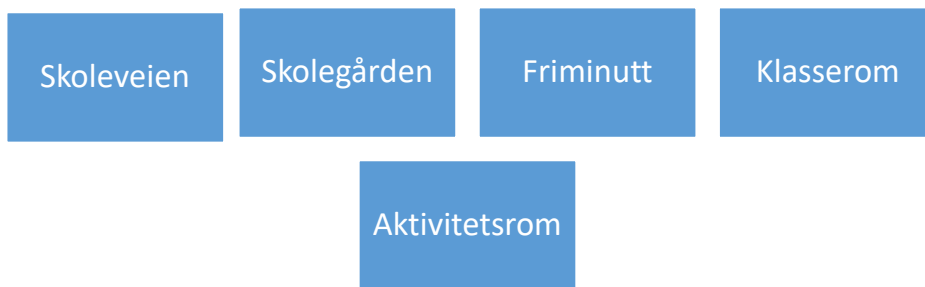 Skoleveien
Skolegården
Friminutt
Klasserom
Aktivitetsrom